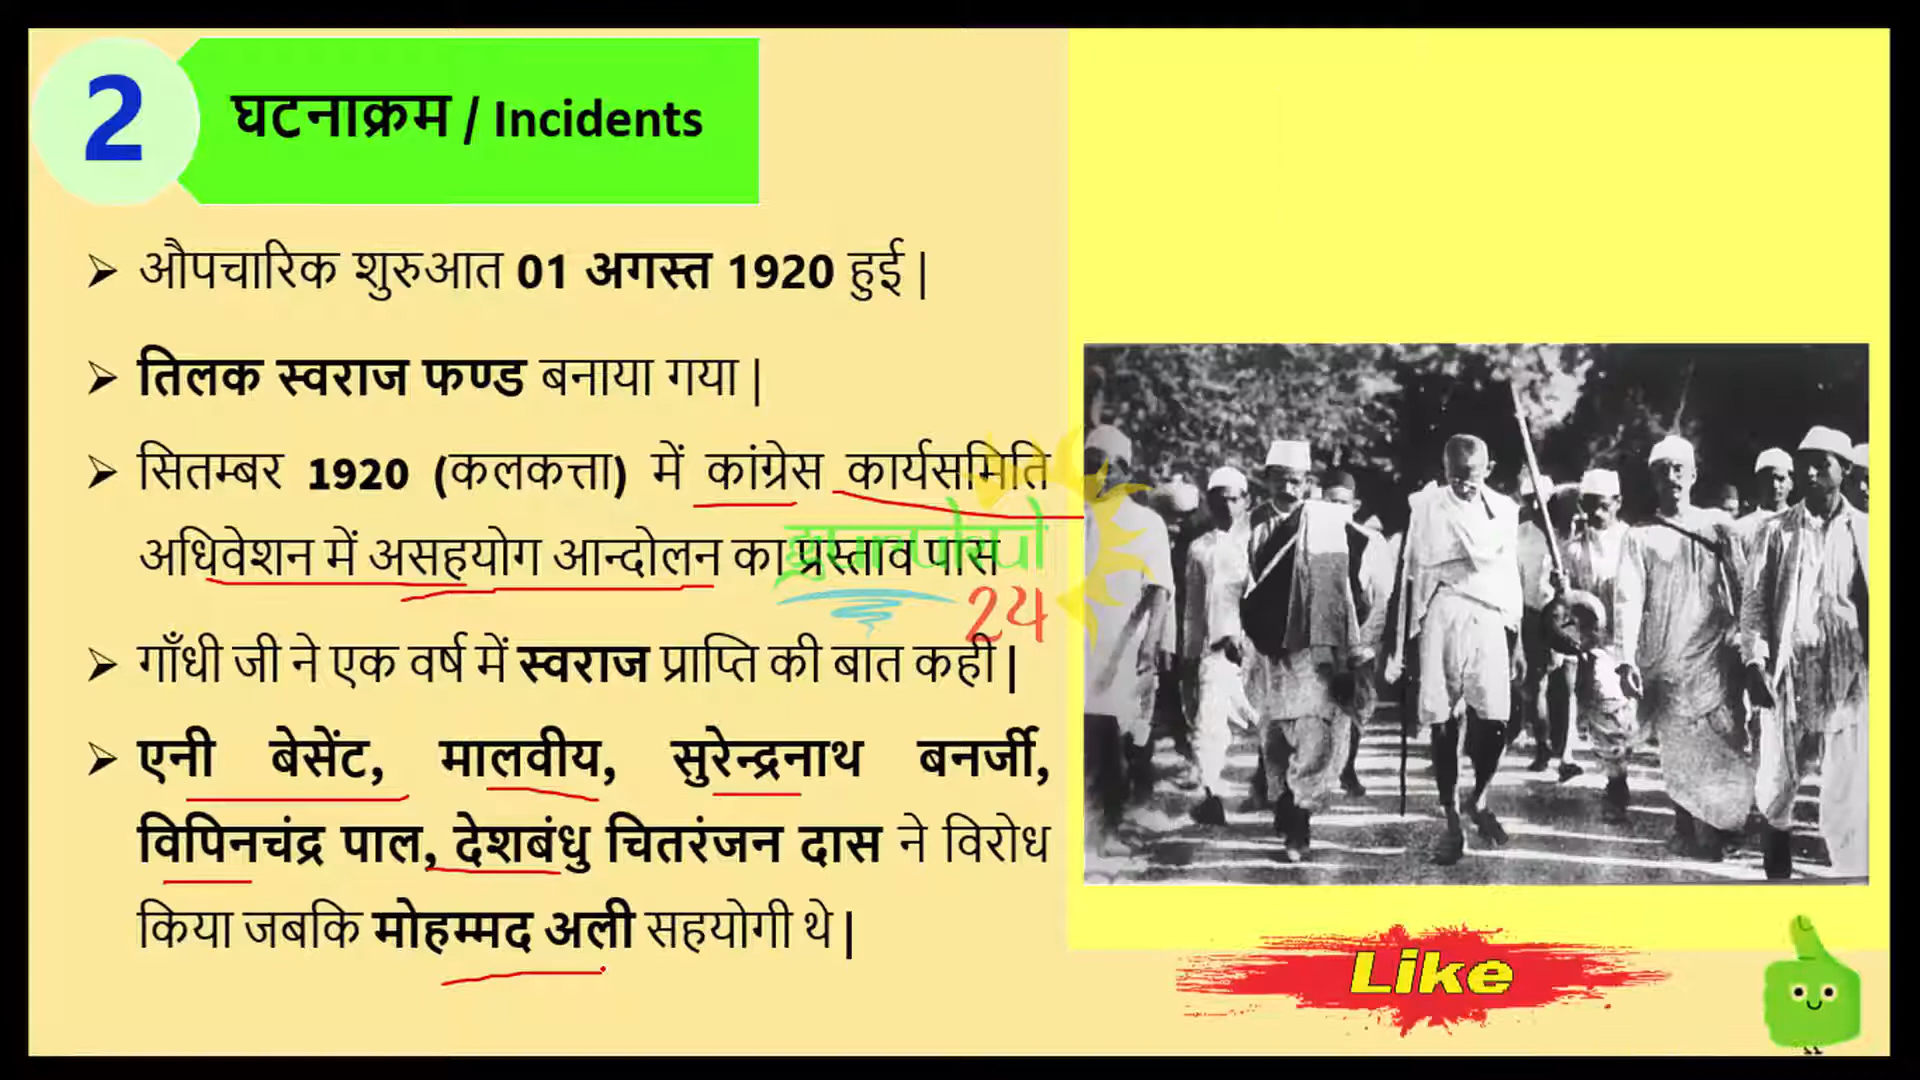 2
घटनाक्रम / Incidents
➢ औपचारिक शुरुआत 01 अगस्त 1920 हुई |
➢ तिलक स्वराज फण्ड बनाया गया |
➢ सितम्बर 1920 (कलकत्ता) में कांग्रेस कार्यसमिति
अधिवेशन में असहयोग आन्दोलन का प्रस्ताव पास
gurukul
24
➢ गाँधी जी ने एक वर्ष में स्वराज प्राप्ति की बात कही |
➢ एनी बेसेंट, मालवीय, सुरेन्द्रनाथ बनर्जी,
विपिनचंद्र पाल, देशबंधु चितरंजन दास ने विरोध
किया जबकि मोहम्मद अली सहयोगी थे |
Like